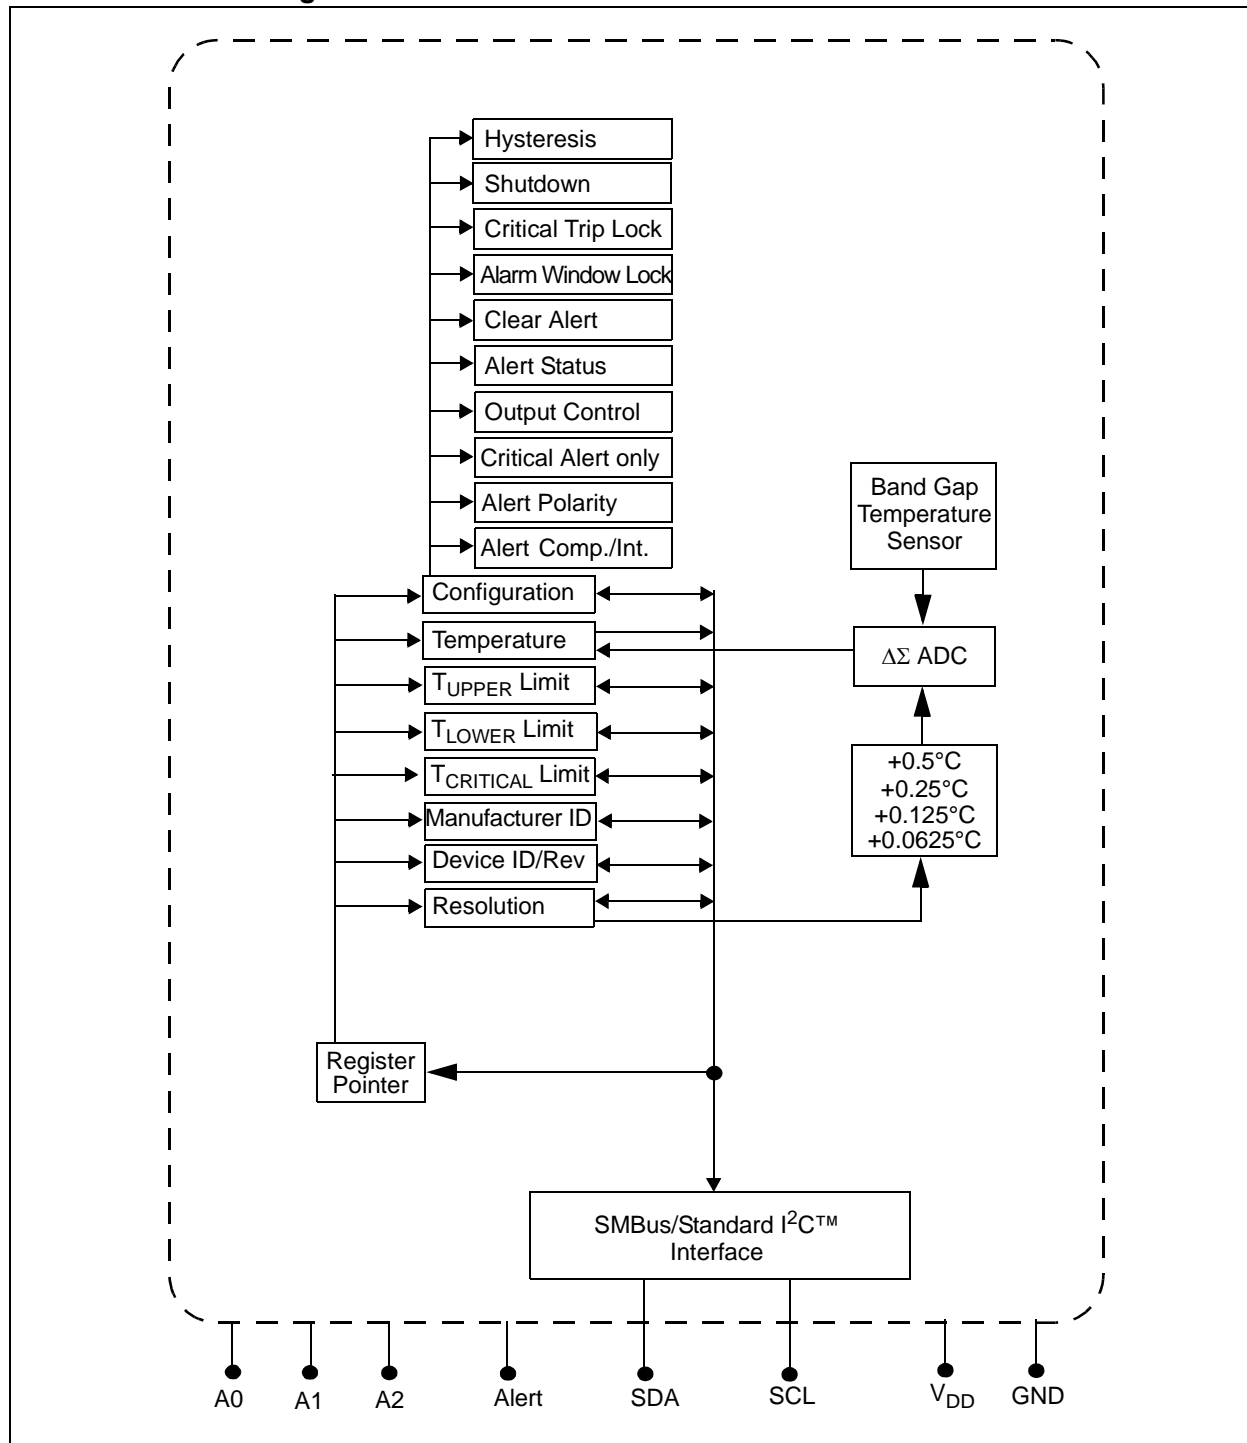 Hysteresis
Shutdown
Critical Trip Lock
Alarm Window Lock
Clear Alert
Alert Status
Output Control
Critical Alert only
Alert Polarity
Alert Comp./Int.
Configuration
Temperature
TUPPER Limit
TLOWER Limit
TCRITICAL Limit
Manufacturer ID
Device ID/Rev
Resolution
Band Gap
Temperature
Sensor
ΔΣ ADC
+0.5°C
+0.25°C
+0.125°C
+0.0625°C
Register
Pointer
SMBus/Standard I²C™
Interface
A0
A1
A2
Alert
SDA
SCL
VDD
GND